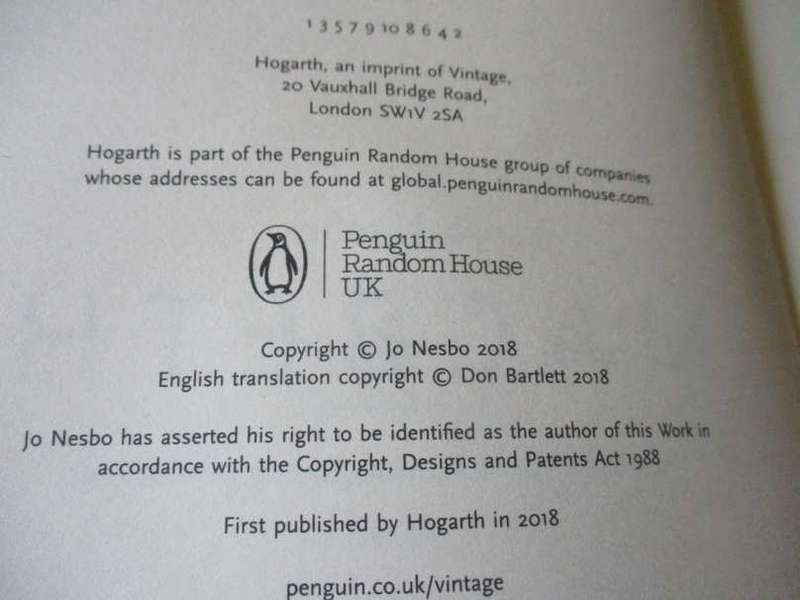 1 3 5 7 9 10 8 6 4 2
Hogarth, an imprint of Vintage,
20 Vauxhall Bridge Road,
London SW1V 2SA
Hogarth is part of the Penguin Random House group of companies
whose addresses can be found at global.penguinrandomhouse.com.
Penguin
Random House
UK
Copyright © Jo Nesbo 2018
English translation copyright © Don Bartlett 2018
Jo Nesbo has asserted his right to be identified as the author of this Work in
accordance with the Copyright, Designs and Patents Act 1988
First published by Hogarth in 2018
penguin.co.uk/vintage